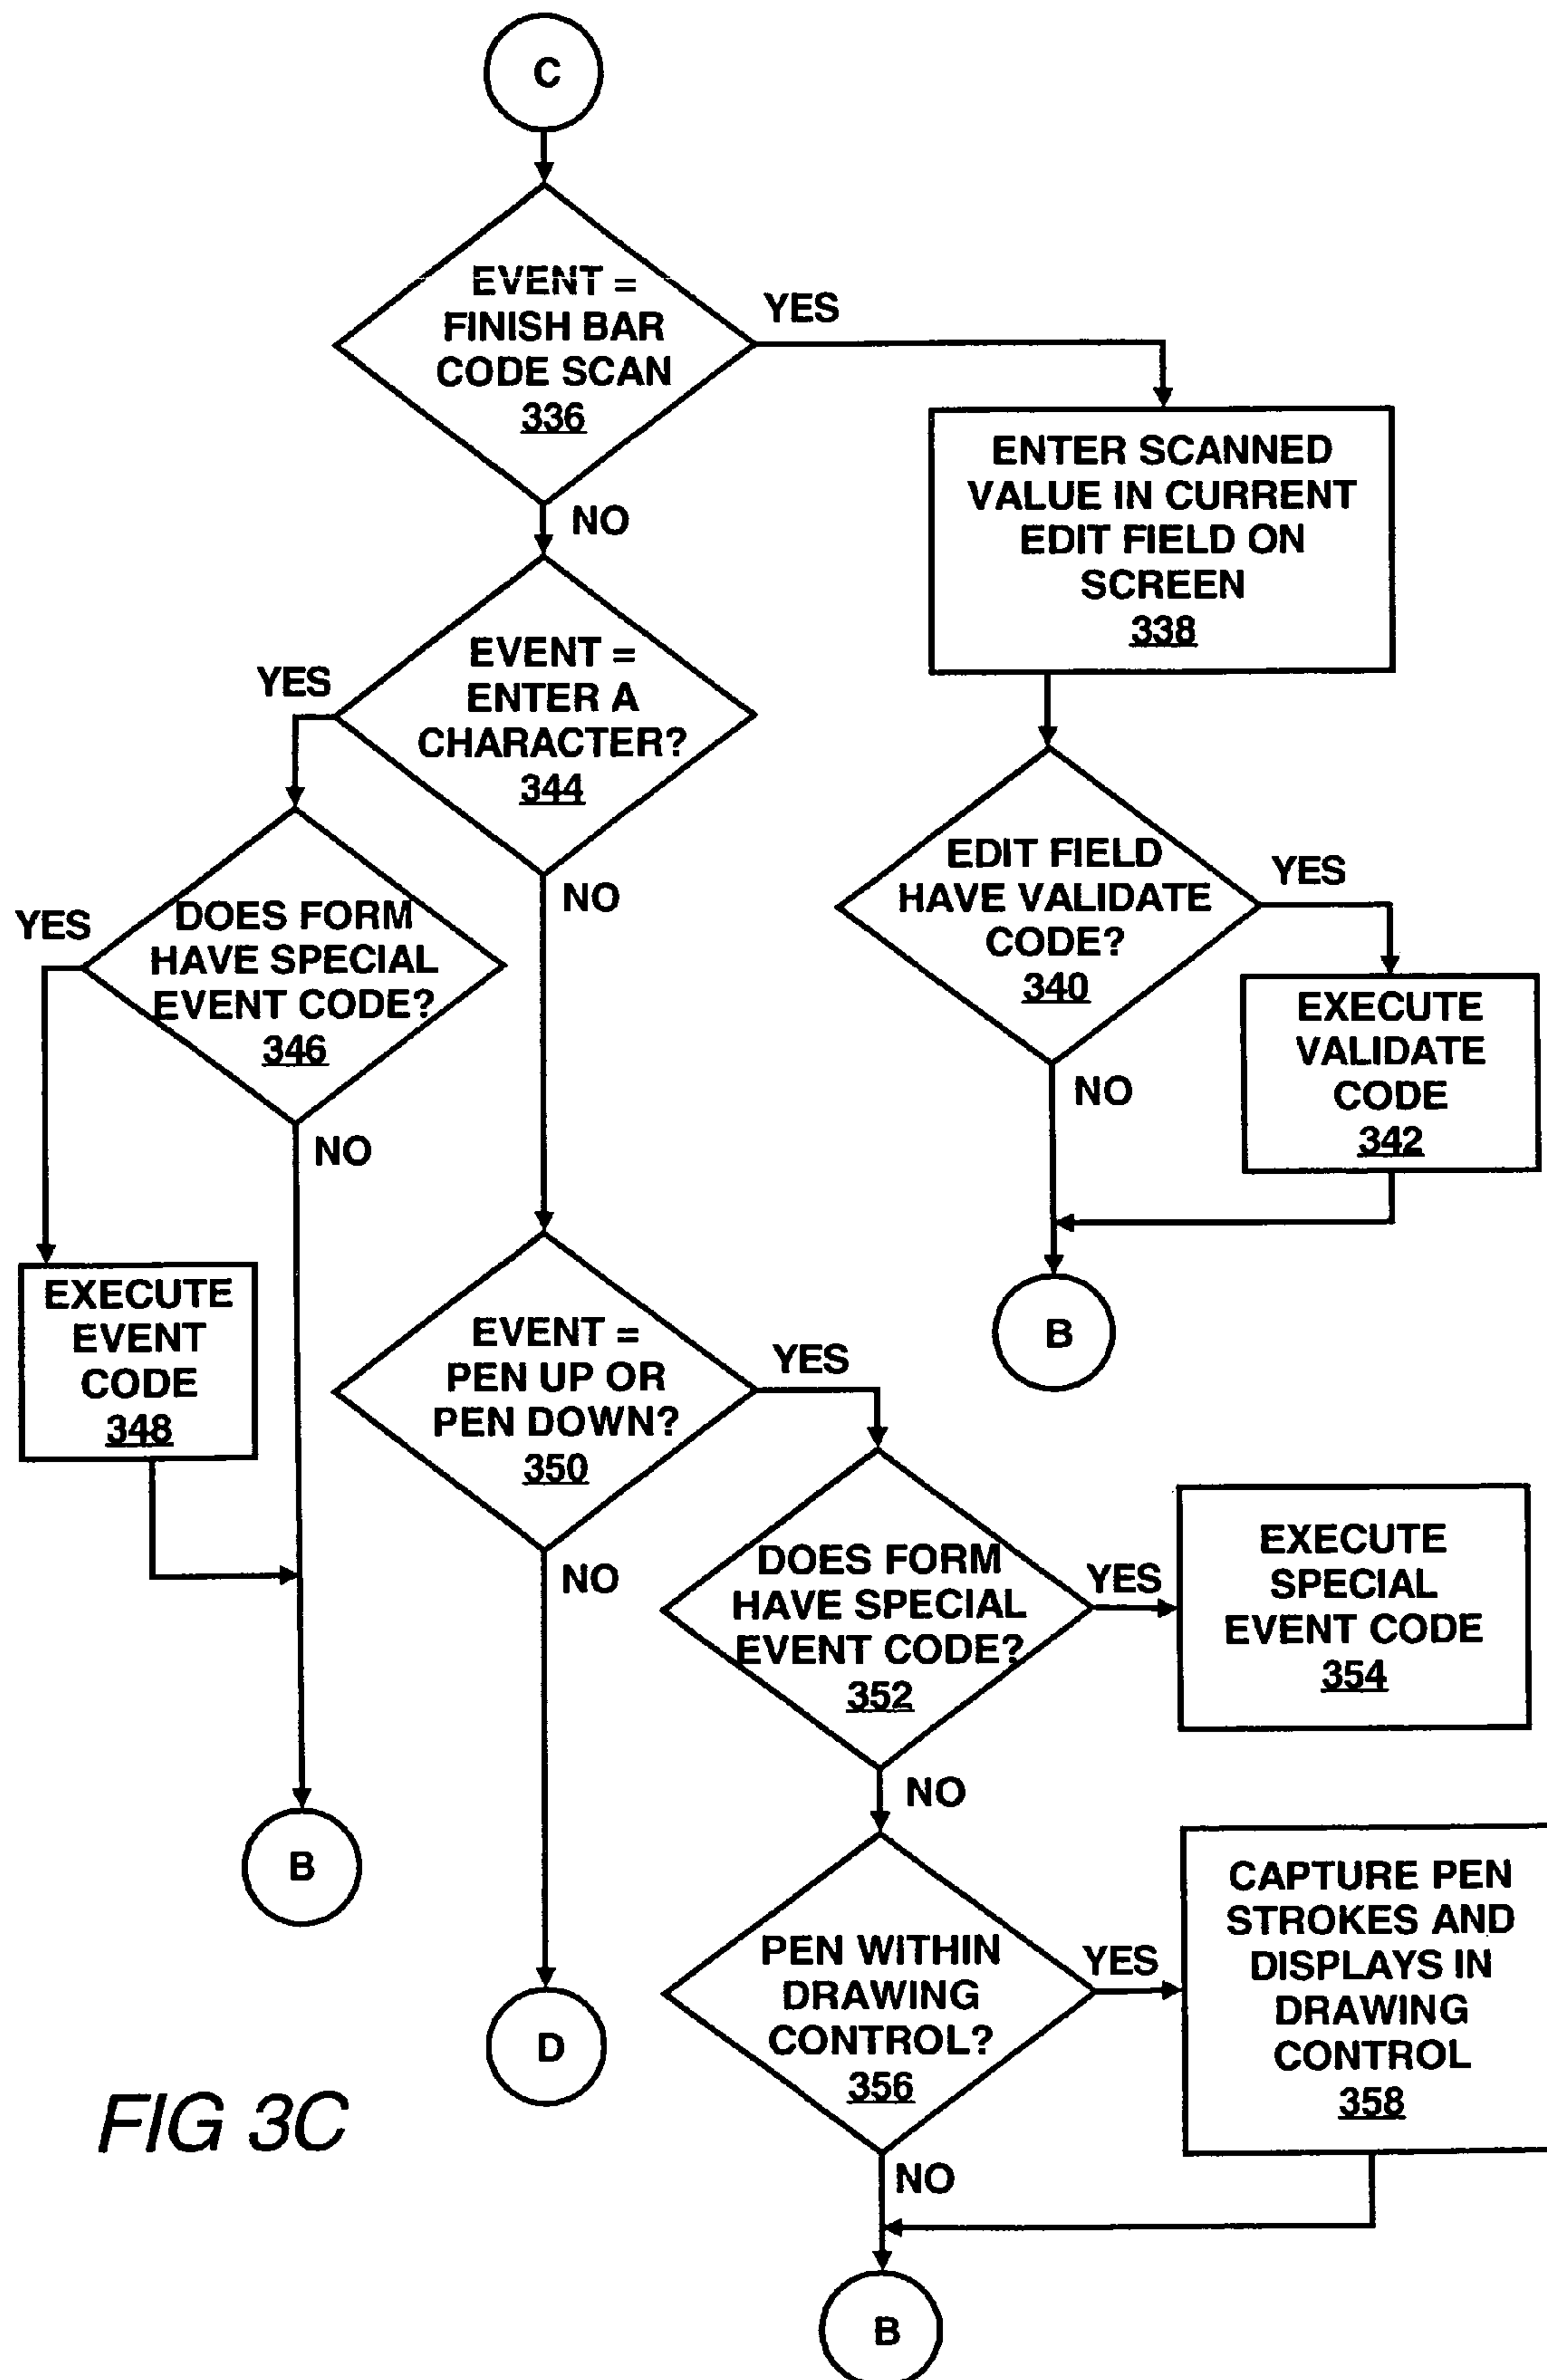 C
EVENT =
FINISH BAR
CODE SCAN
336
YES
NO
ENTER SCANNED
VALUE IN CURRENT
EDIT FIELD ON
SCREEN
338
EVENT =
ENTER A
CHARACTER?
344
YES
NO
EDIT FIELD
HAVE VALIDATE
CODE?
340
YES
NO
EXECUTE
VALIDATE
CODE
342
B
DOES FORM
HAVE SPECIAL
EVENT CODE?
346
YES
NO
EXECUTE
EVENT
CODE
348
B
EVENT =
PEN UP OR
PEN DOWN?
350
YES
NO
D
DOES FORM
HAVE SPECIAL
EVENT CODE?
352
YES
NO
EXECUTE
SPECIAL
EVENT CODE
354
PEN WITHIN
DRAWING
CONTROL?
356
YES
NO
CAPTURE PEN
STROKES AND
DISPLAYS IN
DRAWING
CONTROL
358
B
FIG 3C